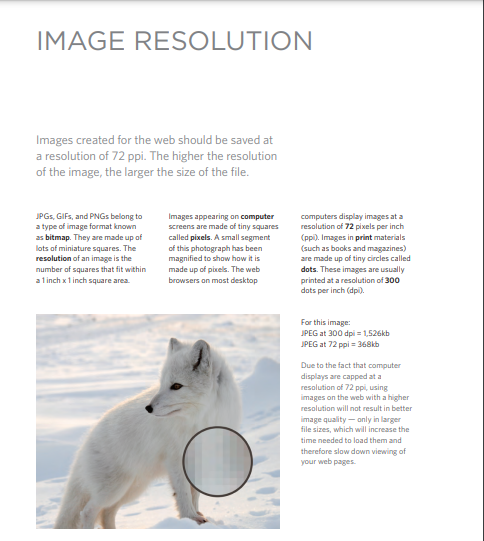 IMAGE RESOLUTION
Images created for the web should be saved at
a resolution of 72 ppi. The higher the resolution
of the image, the larger the size of the file.
JPGs, GIFs, and PNGs belong to
a type of image format known
as bitmap. They are made up of
lots of miniature squares. The
resolution of an image is the
number of squares that fit within
a 1 inch x 1 inch square area.
Images appearing on computer
screens are made of tiny squares
called pixels. A small segment
of this photograph has been
magnified to show how it is
made up of pixels. The web
browsers on most desktop
computers display images at a
resolution of 72 pixels per inch
(ppi). Images in print materials
(such as books and magazines)
are made up of tiny circles called
dots. These images are usually
printed at a resolution of 300
dots per inch (dpi).
For this image:
JPEG at 300 dpi = 1,526kb
JPEG at 72 ppi = 368kb
Due to the fact that computer
displays are capped at a
resolution of 72 ppi, using
images on the web with a higher
resolution will not result in better
image quality — only in larger
file sizes, which will increase the
time needed to load them and
therefore slow down viewing of
your web pages.